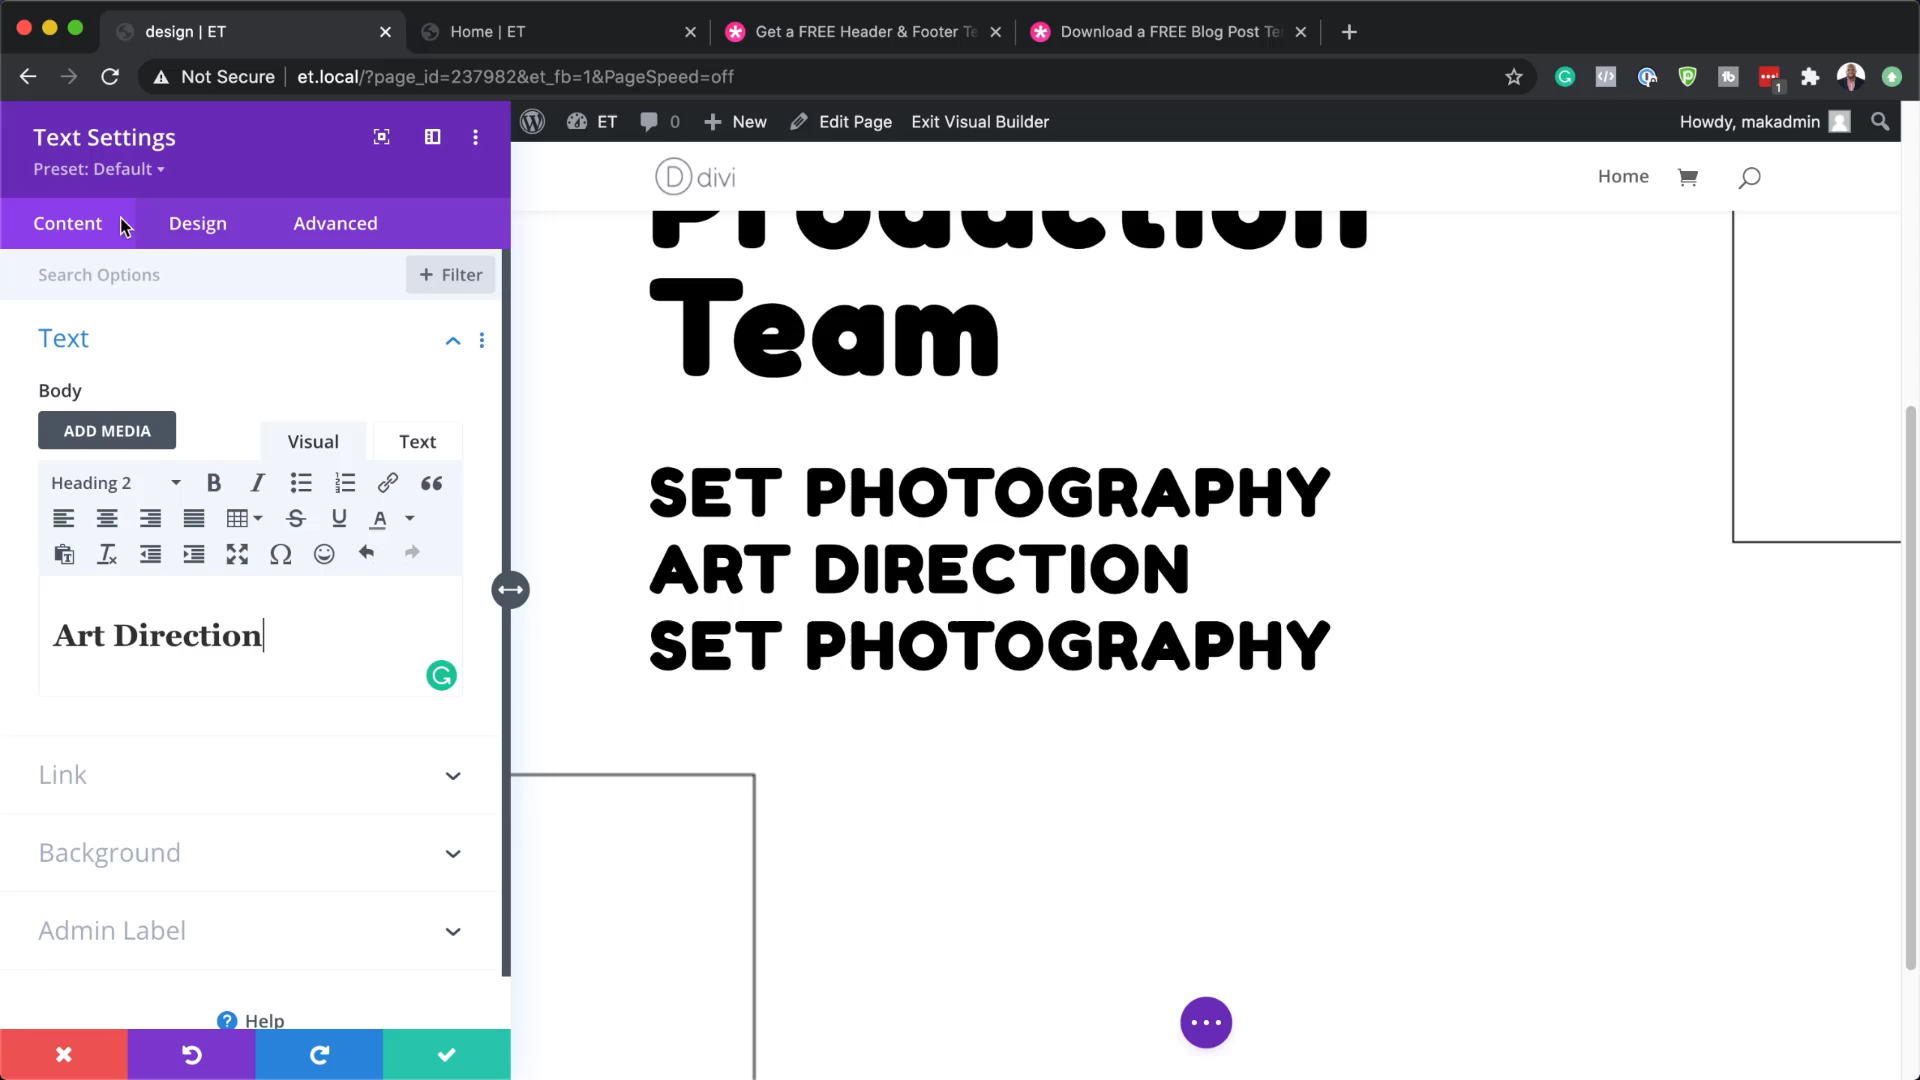 design | ET
Home | ET
Get a FREE Header & Footer Te
Download a FREE Blog Post Te
Not Secure
et.local/?page_id=237982&et_fb=1&PageSpeed=off
1
Text Settings
Preset: Default
Content
Design
Advanced
Search Options
+ Filter
Text
Body
ADD MEDIA
Visual
Text
Heading 2
Art Direction
Link
Background
Admin Label
Help
ET
0
New
Edit Page
Exit Visual Builder
Howdy, makadmin
divi
Home
Production
Team
SET PHOTOGRAPHY
ART DIRECTION
SET PHOTOGRAPHY